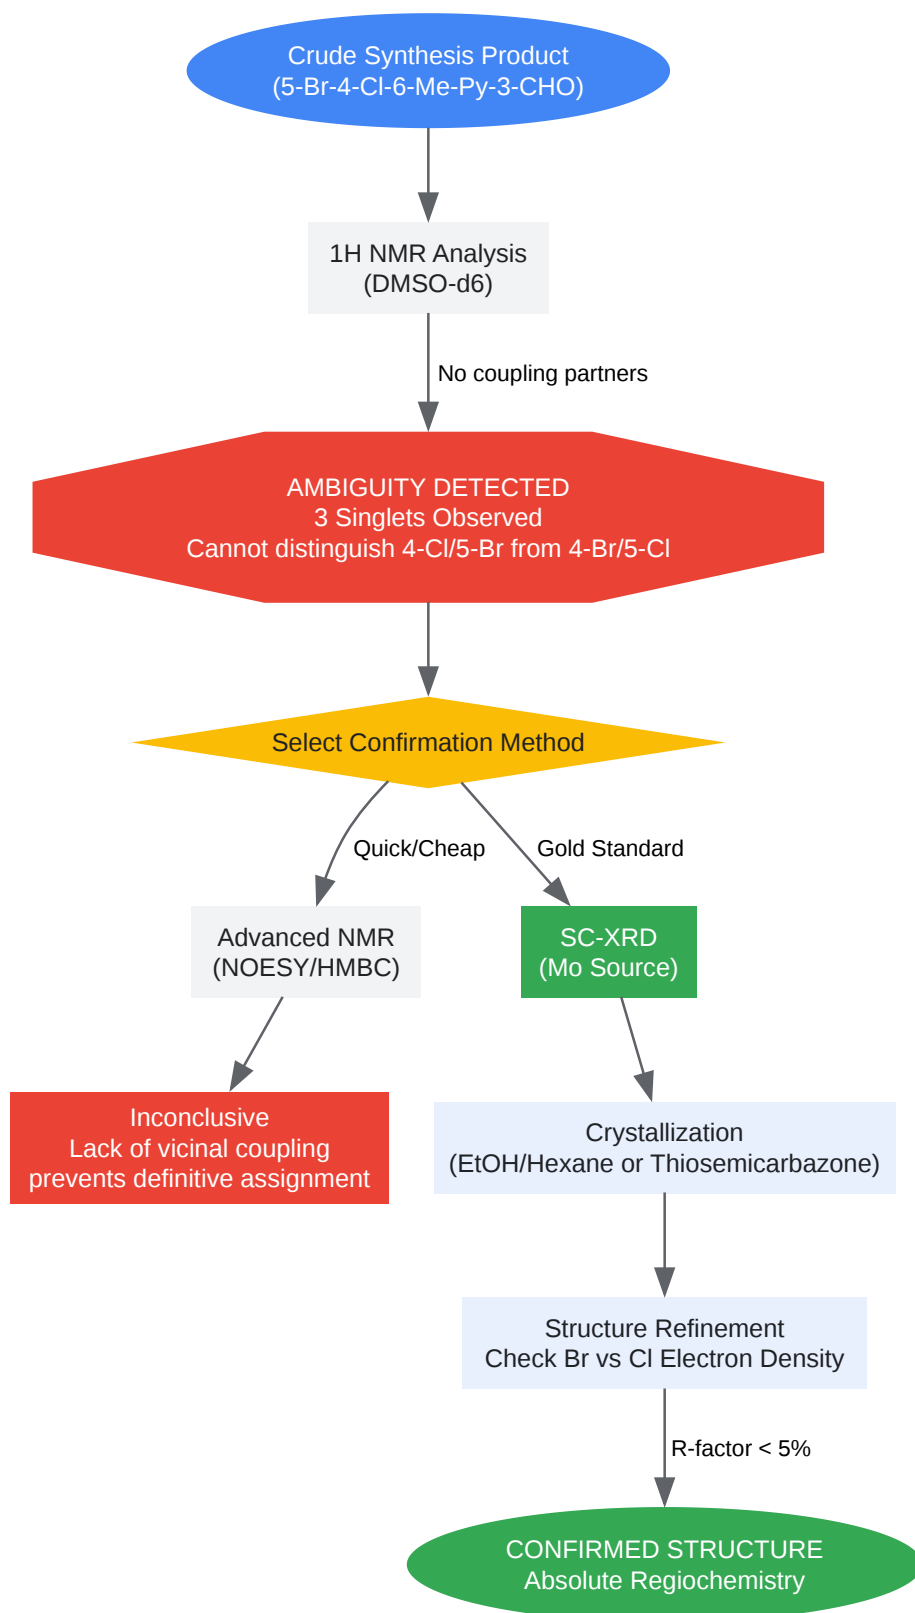 Crude Synthesis Product
(5-Br-4-Cl-6-Me-Py-3-CHO)
1H NMR Analysis
(DMSO-d6)
No coupling partners
AMBIGUITY DETECTED
3 Singlets Observed
Cannot distinguish 4-Cl/5-Br from 4-Br/5-Cl
Select Confirmation Method
Quick/Cheap
Gold Standard
Advanced NMR
(NOESY/HMBC)
SC-XRD
(Mo Source)
Inconclusive
Lack of vicinal coupling
prevents definitive assignment
Crystallization
(EtOH/Hexane or Thiosemicarbazone)
Structure Refinement
Check Br vs Cl Electron Density
R-factor < 5%
CONFIRMED STRUCTURE
Absolute Regiochemistry